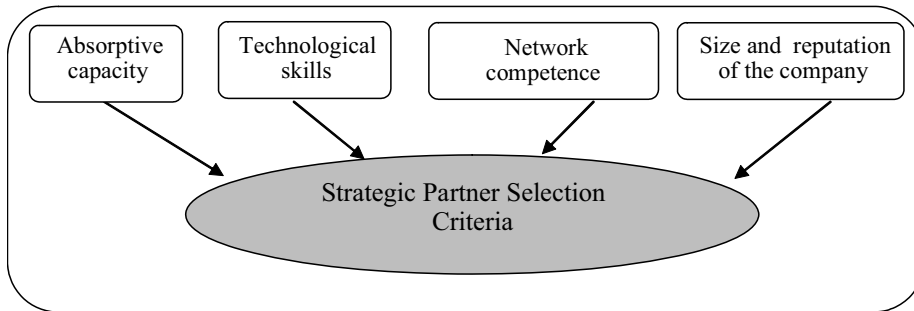 Absorptive
capacity
Technological
skills
Network
competence
Size and reputation
of the company
Strategic Partner Selection
Criteria